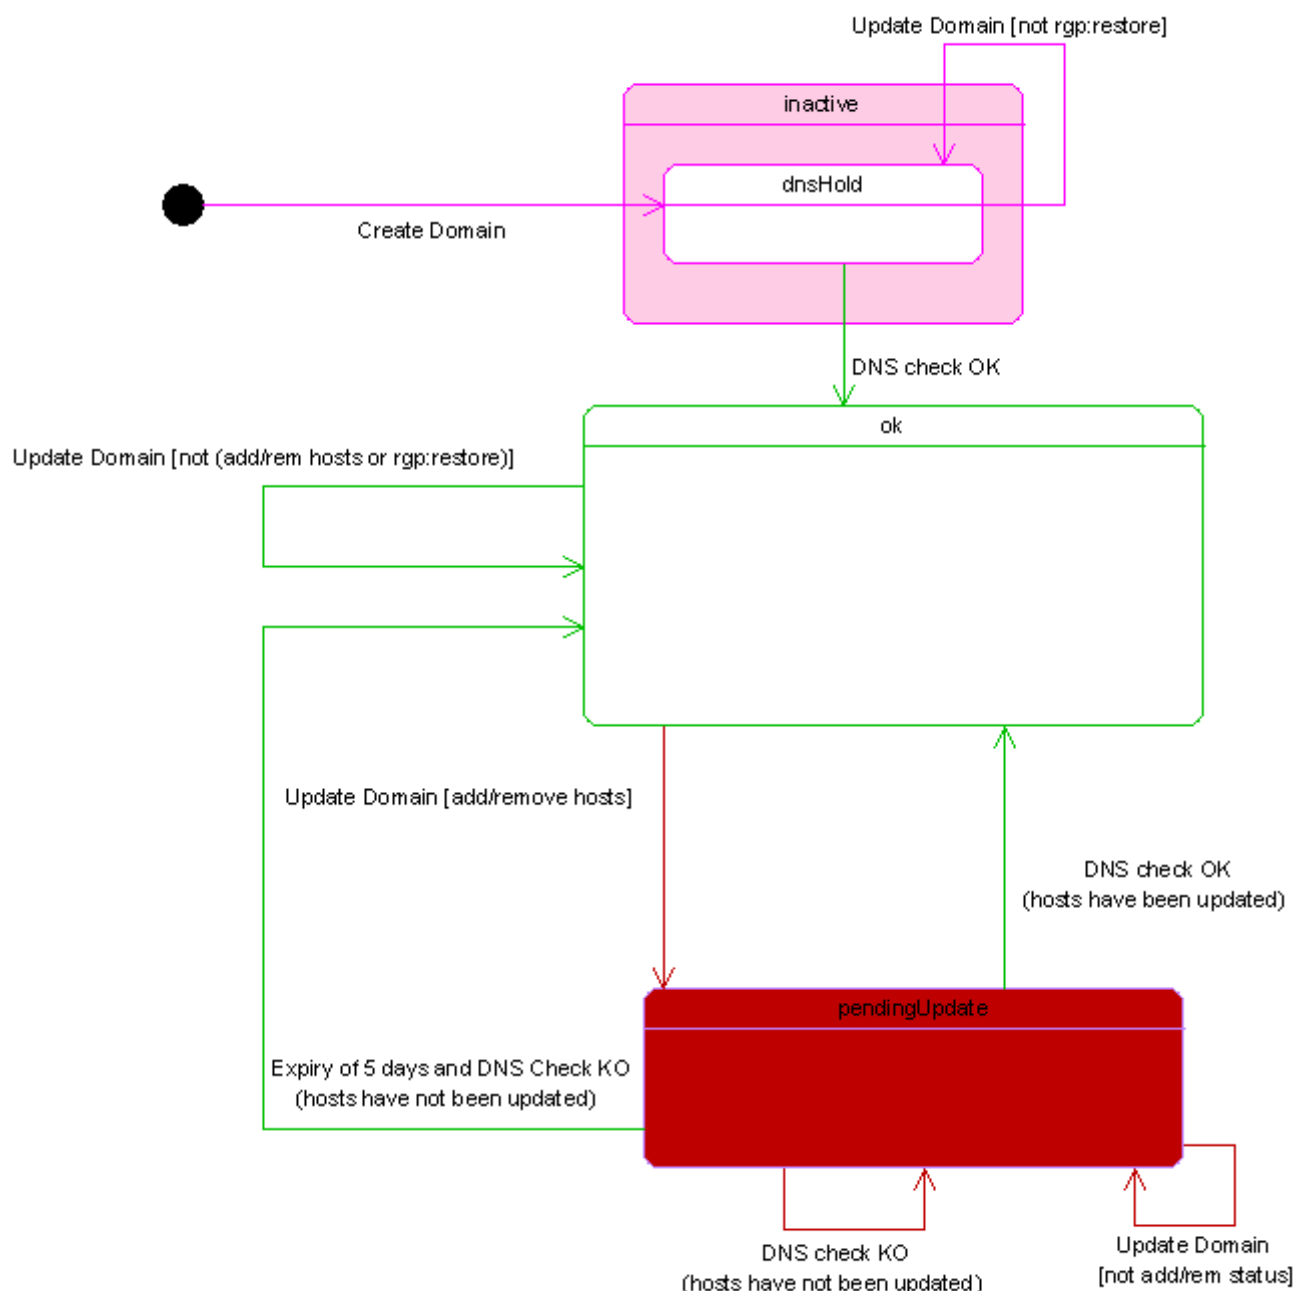 Update Domain [not rgp:restore]
inactive
dnsHold
Create Domain
DNS check OK
ok
Update Domain [not (add/rem hosts or rgp:restore)]
Update Domain [add/remove hosts]
DNS check OK
(hosts have been updated)
pendingUpdate
Expiry of 5 days and DNS Check KO
(hosts have not been updated)
DNS check KO
(hosts have not been updated)
Update Domain
[not add/rem status]